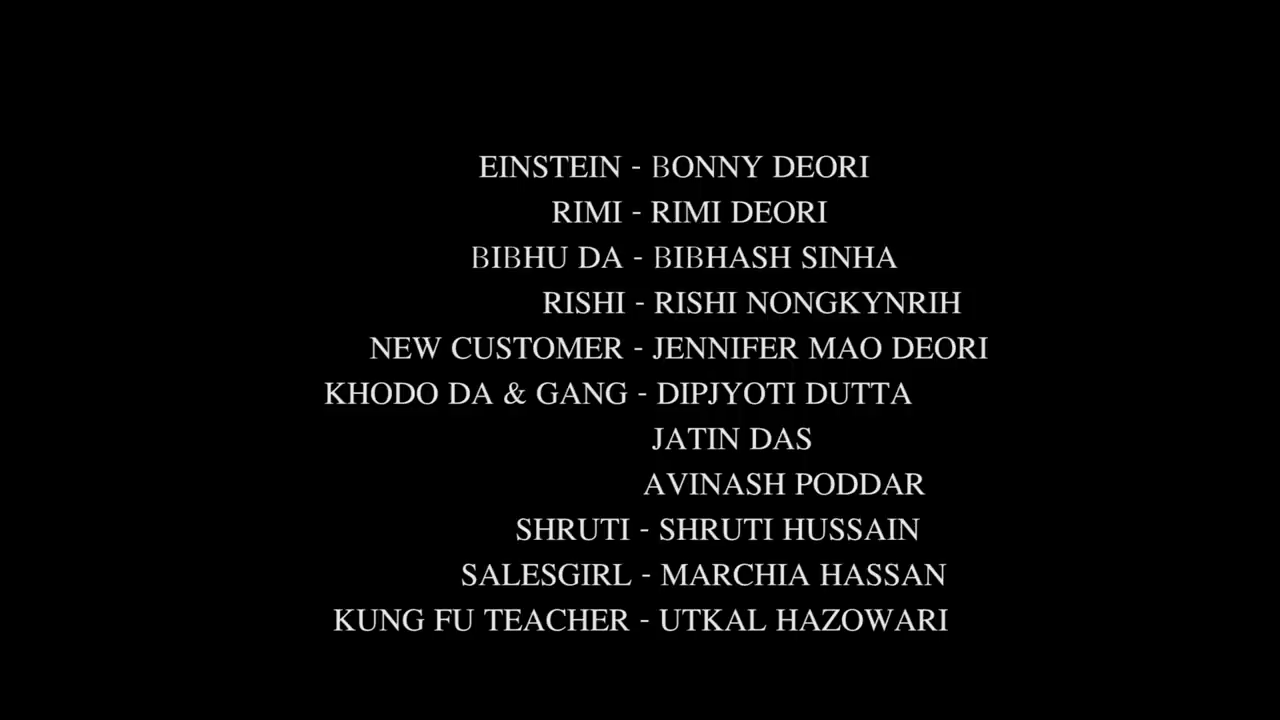 EINSTEIN - BONNY DEORI
RIMI - RIMI DEORI
BIBHU DA - BIBHASH SINHA
RISHI - RISHI NONGKYNRIH
NEW CUSTOMER - JENNIFER MAO DEORI
KHODO DA & GANG - DIPJYOTI DUTTA
JATIN DAS
AVINASH PODDAR
SHRUTI - SHRUTI HUSSAIN
SALESGIRL - MARCHIA HASSAN
KUNG FU TEACHER - UTKAL HAZOWARI